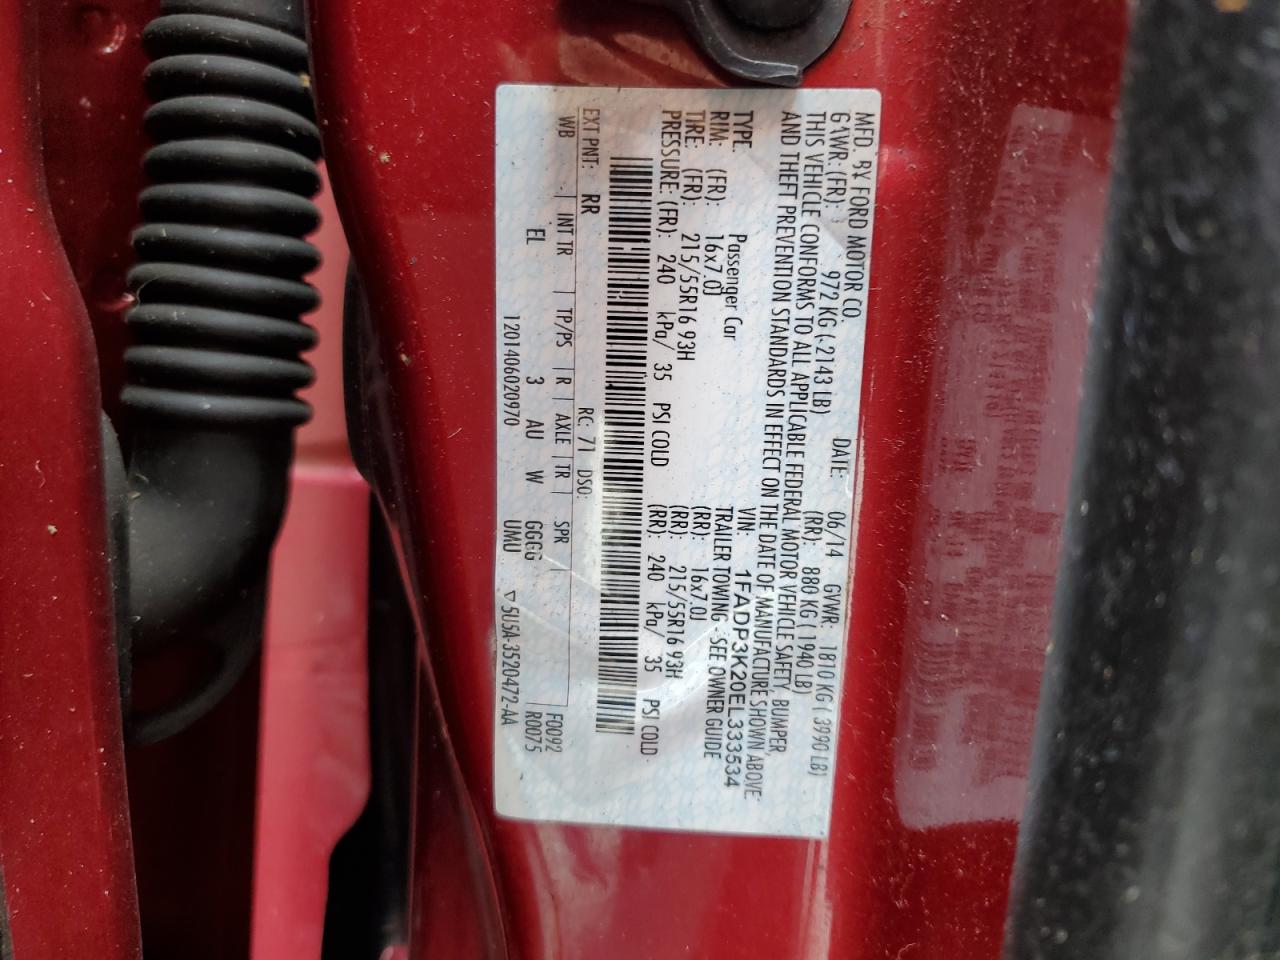 MFD. BY FORD MOTOR CO.
DATE: 06/14 GVWR: 1810 KG ( 3990 LB)
GAWR: (FR): 972 KG (-2143 LB) (RR): 880 KG ( 1940 LB)
THIS VEHICLE CONFORMS TO ALL APPLICABLE FEDERAL MOTOR VEHICLE SAFETY, BUMPER,
AND THEFT PREVENTION STANDARDS IN EFFECT ON THE DATE OF MANUFACTURE SHOWN ABOVE.
VIN: 1FADP3K20EL333534
TYPE: Passenger Car TRAILER TOWING - SEE OWNER GUIDE
RIM: (FR): 16x7.0J (RR): 16x7.0J
TIRE: (FR): 215/55R16 93H (RR): 215/55R16 93H
PRESSURE: (FR): 240 kPa/ 35 PSI COLD (RR): 240 kPa/ 35 PSI COLD
EXT PNT: RR RC: 71 DSO:
WB INT TR TP/PS R AXLE TR SPR F0092
EL 3 AU W GGGG R0075
120140602097​0 UMU ▽ 5U5A-3520472-AA